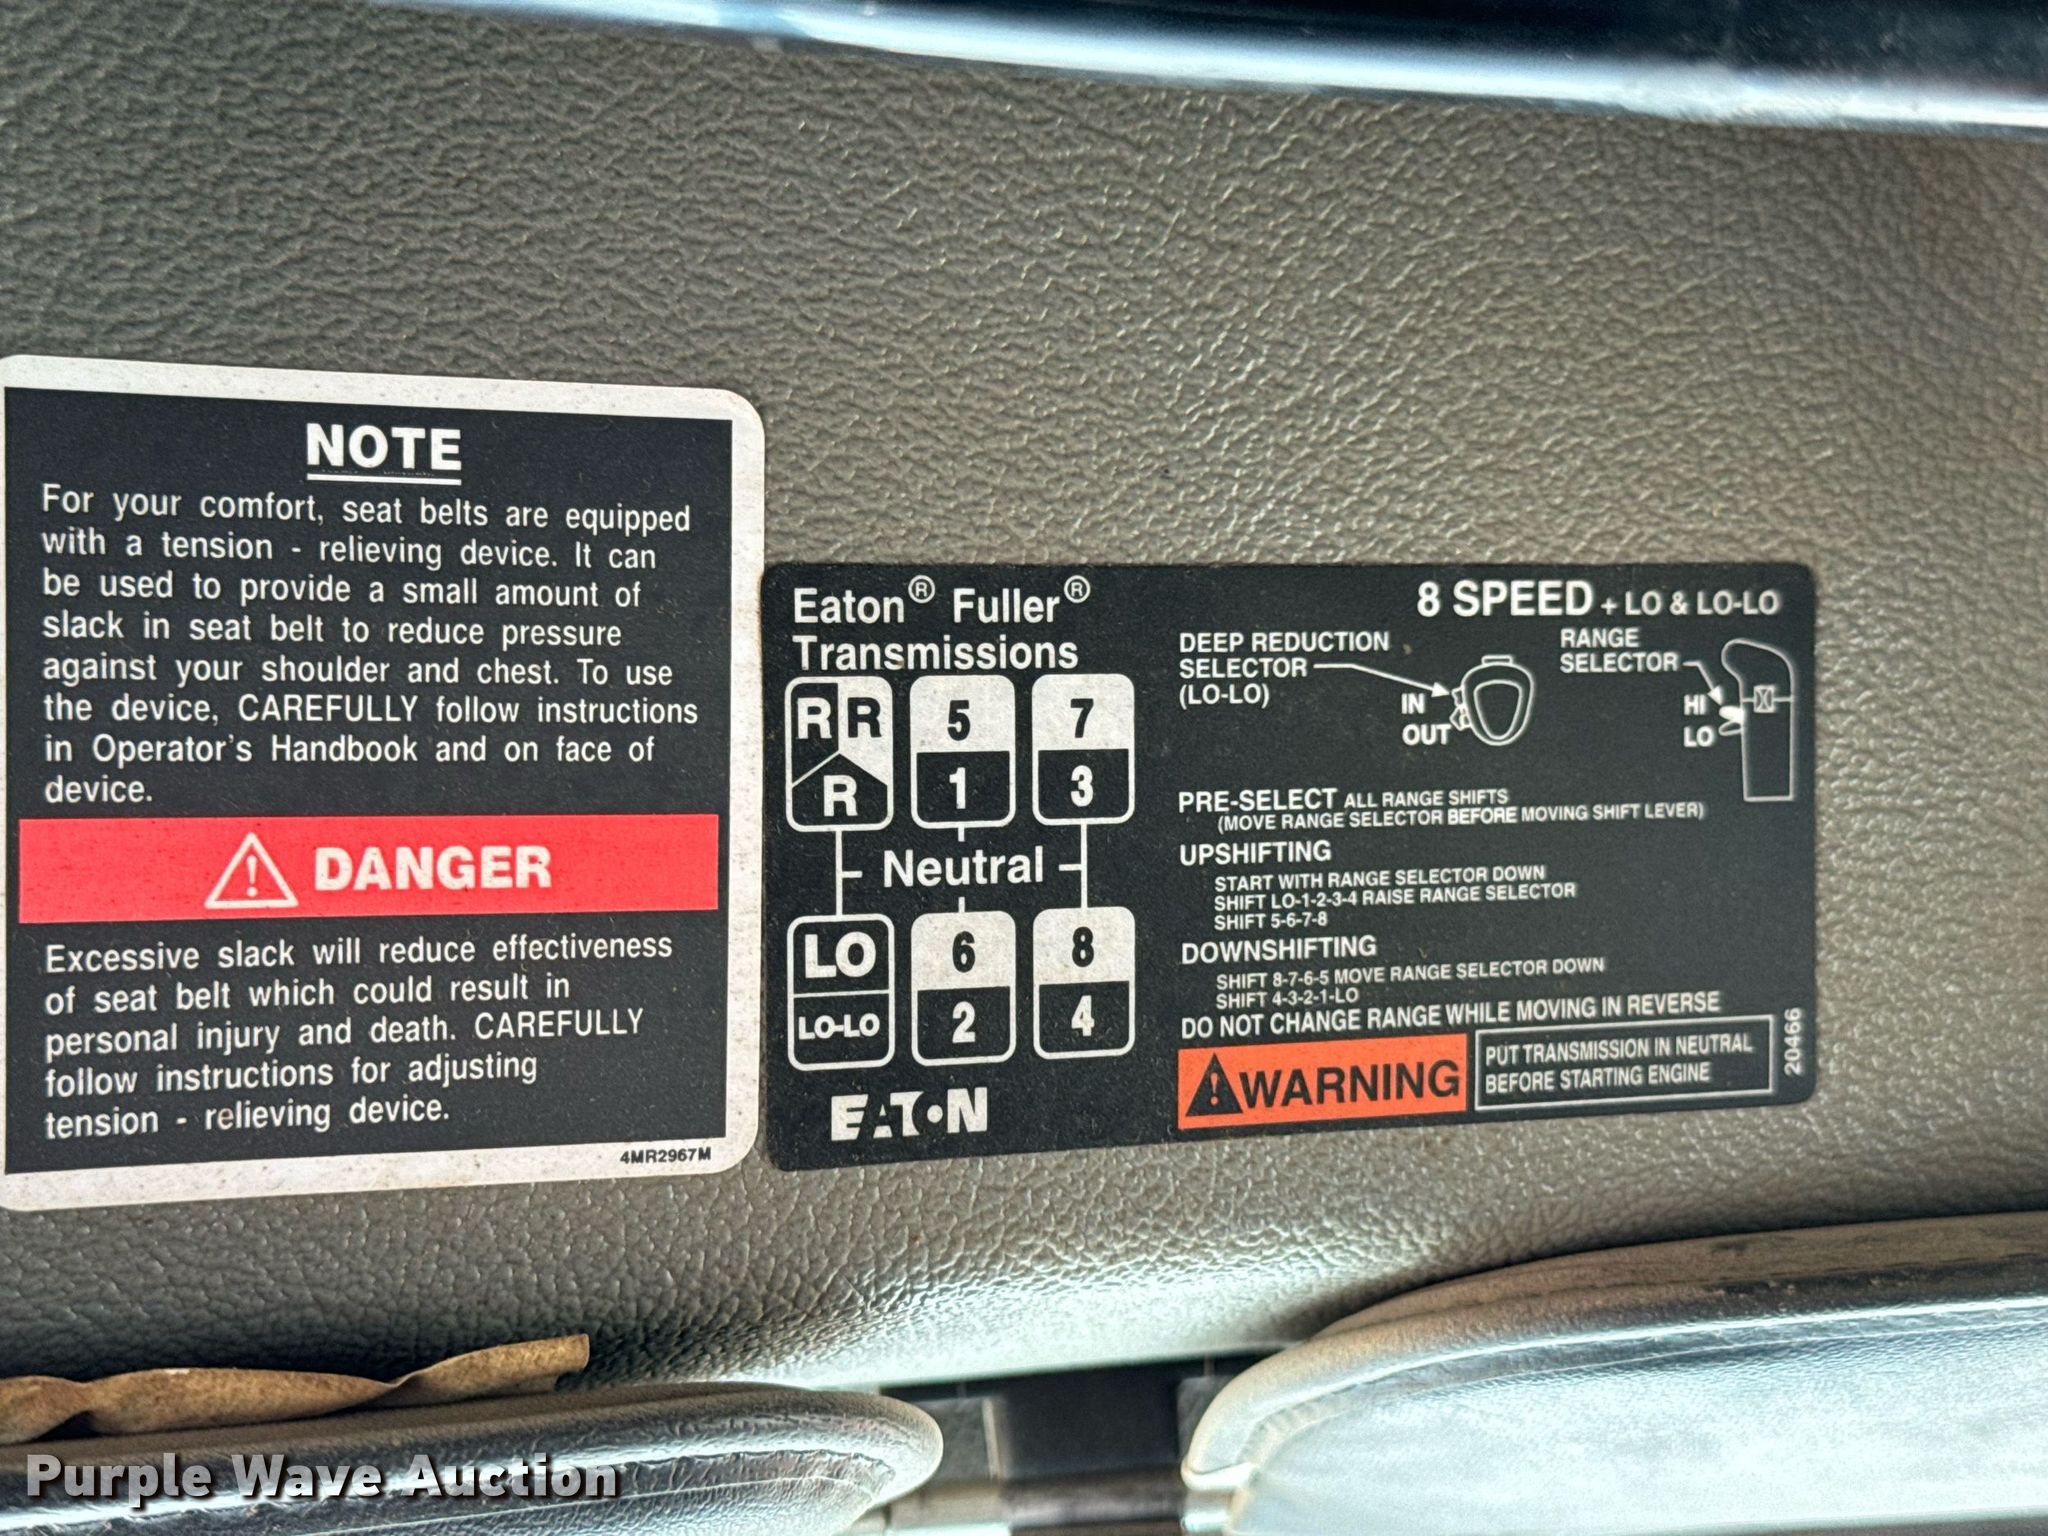 NOTE
For your comfort, seat belts are equipped
with a tension - relieving device. It can
be used to provide a small amount of
slack in seat belt to reduce pressure
against your shoulder and chest. To use
the device, CAREFULLY follow instructions
in Operator's Handbook and on face of
device.
DANGER
Excessive slack will reduce effectiveness
of seat belt which could result in
personal injury and death. CAREFULLY
follow instructions for adjusting
tension - relieving device.
4MR2967M
Eaton® Fuller®
Transmissions
R R 5 7
R 1 3
Neutral
LO 6 8
LO-LO 2 4
EATON
8 SPEED + LO & LO-LO
DEEP REDUCTION
SELECTOR
(LO-LO)
IN
OUT
RANGE
SELECTOR
HI
LO
PRE-SELECT ALL RANGE SHIFTS
(MOVE RANGE SELECTOR BEFORE MOVING SHIFT LEVER)
UPSHIFTING
START WITH RANGE SELECTOR DOWN
SHIFT LO-1-2-3-4 RAISE RANGE SELECTOR
SHIFT 5-6-7-8
DOWNSHIFTING
SHIFT 8-7-6-5 MOVE RANGE SELECTOR DOWN
SHIFT 4-3-2-1-LO
DO NOT CHANGE RANGE WHILE MOVING IN REVERSE
WARNING
PUT TRANSMISSION IN NEUTRAL
BEFORE STARTING ENGINE
20466
Purple Wave Auction